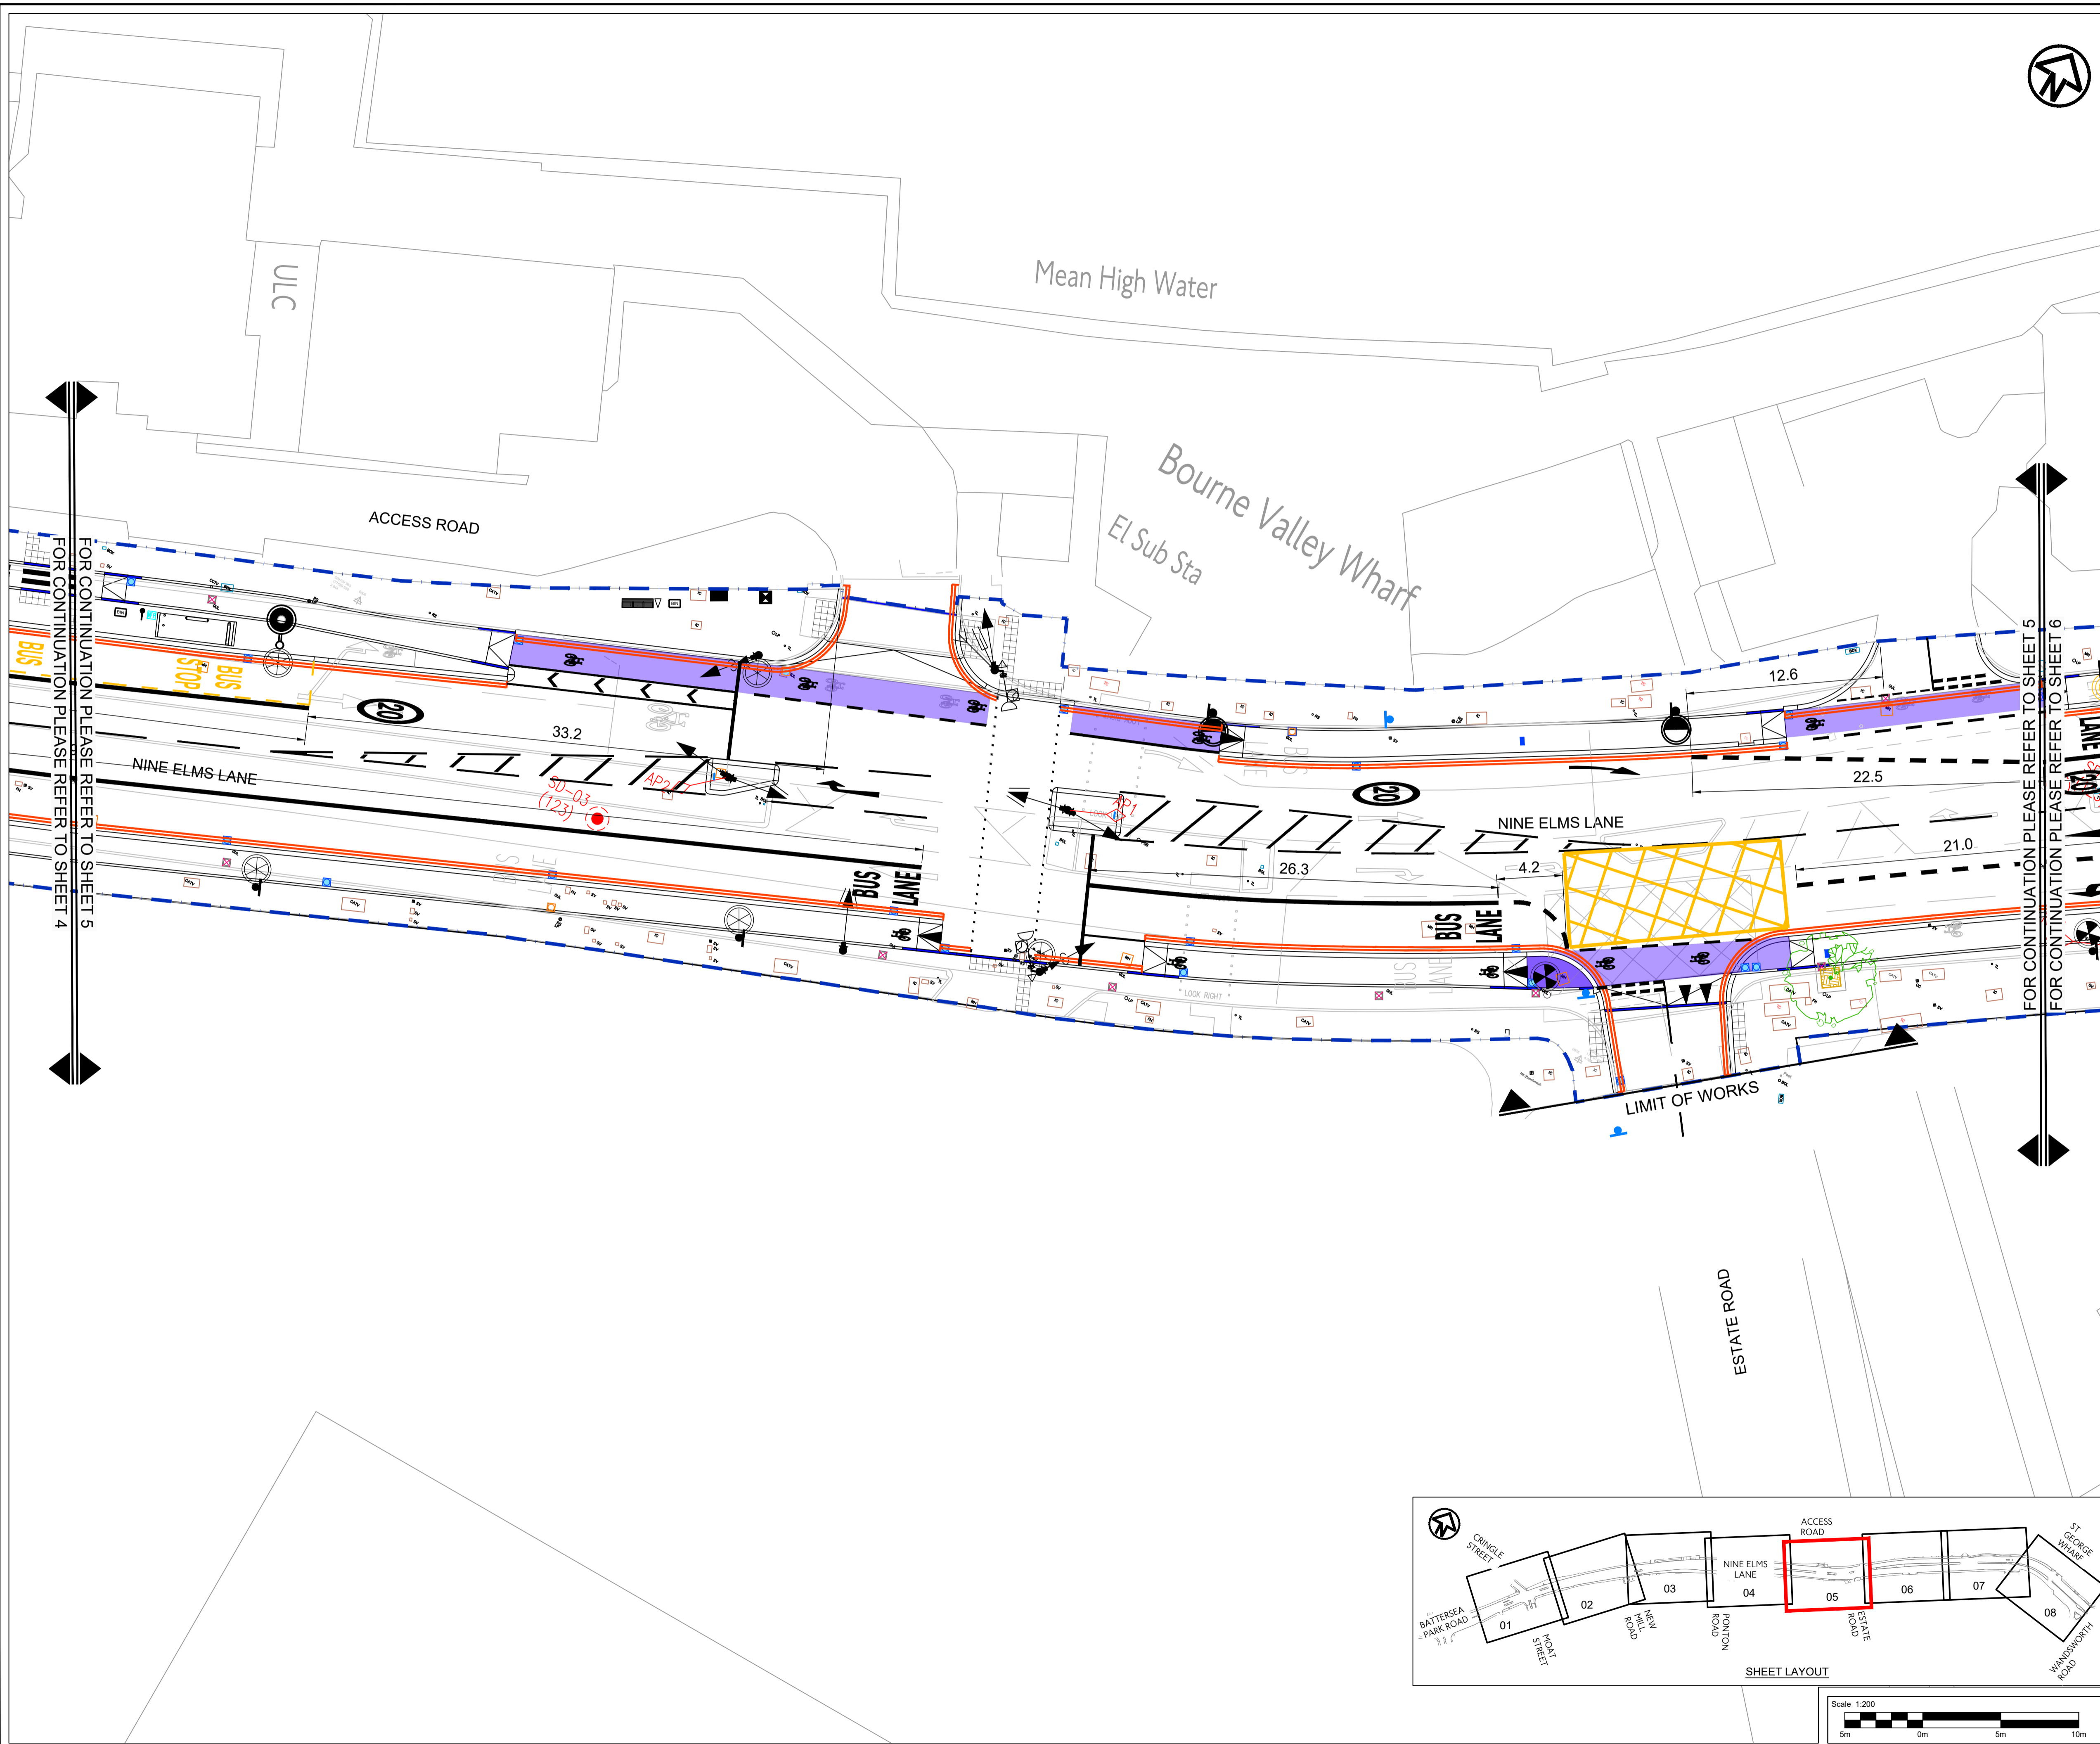 N
Mean High Water
ULC
Bourne Valley Wharf
El Sub Sta
ACCESS ROAD
FOR CONTINUATION PLEASE REFER TO SHEET 5
FOR CONTINUATION PLEASE REFER TO SHEET 4
BUS
STOP
BUS
20
33.2
NINE ELMS LANE
SD-03
(123)
AP2
AP1
BUS
LANE
26.3
4.2
BUS
LANE
LOOK RIGHT
BUS
LANE
20
NINE ELMS LANE
12.6
22.5
21.0
LANE
20
FOR CONTINUATION PLEASE REFER TO SHEET 5
FOR CONTINUATION PLEASE REFER TO SHEET 6
LIMIT OF WORKS
ESTATE ROAD
N
CRINGLE
STREET
BATTERSEA
PARK ROAD
01
MOAT
STREET
02
NEW
MILL
ROAD
03
PONTON
ROAD
NINE ELMS
LANE
04
ACCESS
ROAD
05
ESTATE
ROAD
06
07
ST
GEORGE
WHARF
08
WANDSWORTH
ROAD
SHEET LAYOUT
Scale 1:200
5m 0m 5m 10m